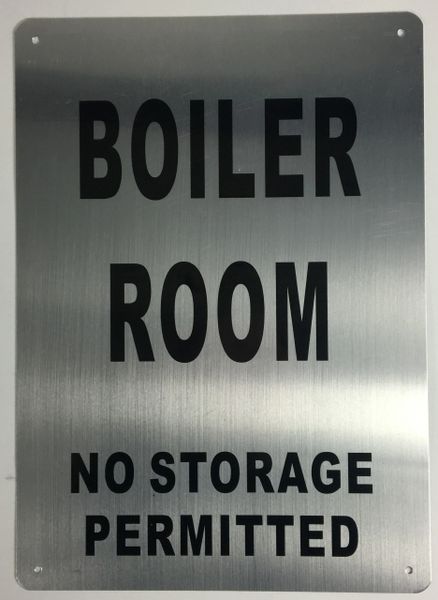 BOILER
ROOM
NO STORAGE
PERMITTED